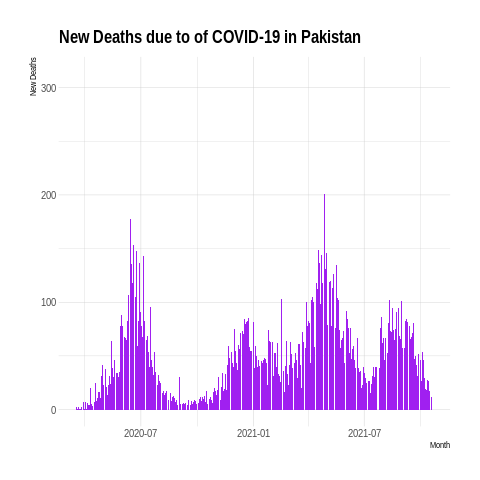 New Deaths due to of COVID-19 in Pakistan
New Deaths
300
200
100
0
2020-07 2021-01 2021-07
Month